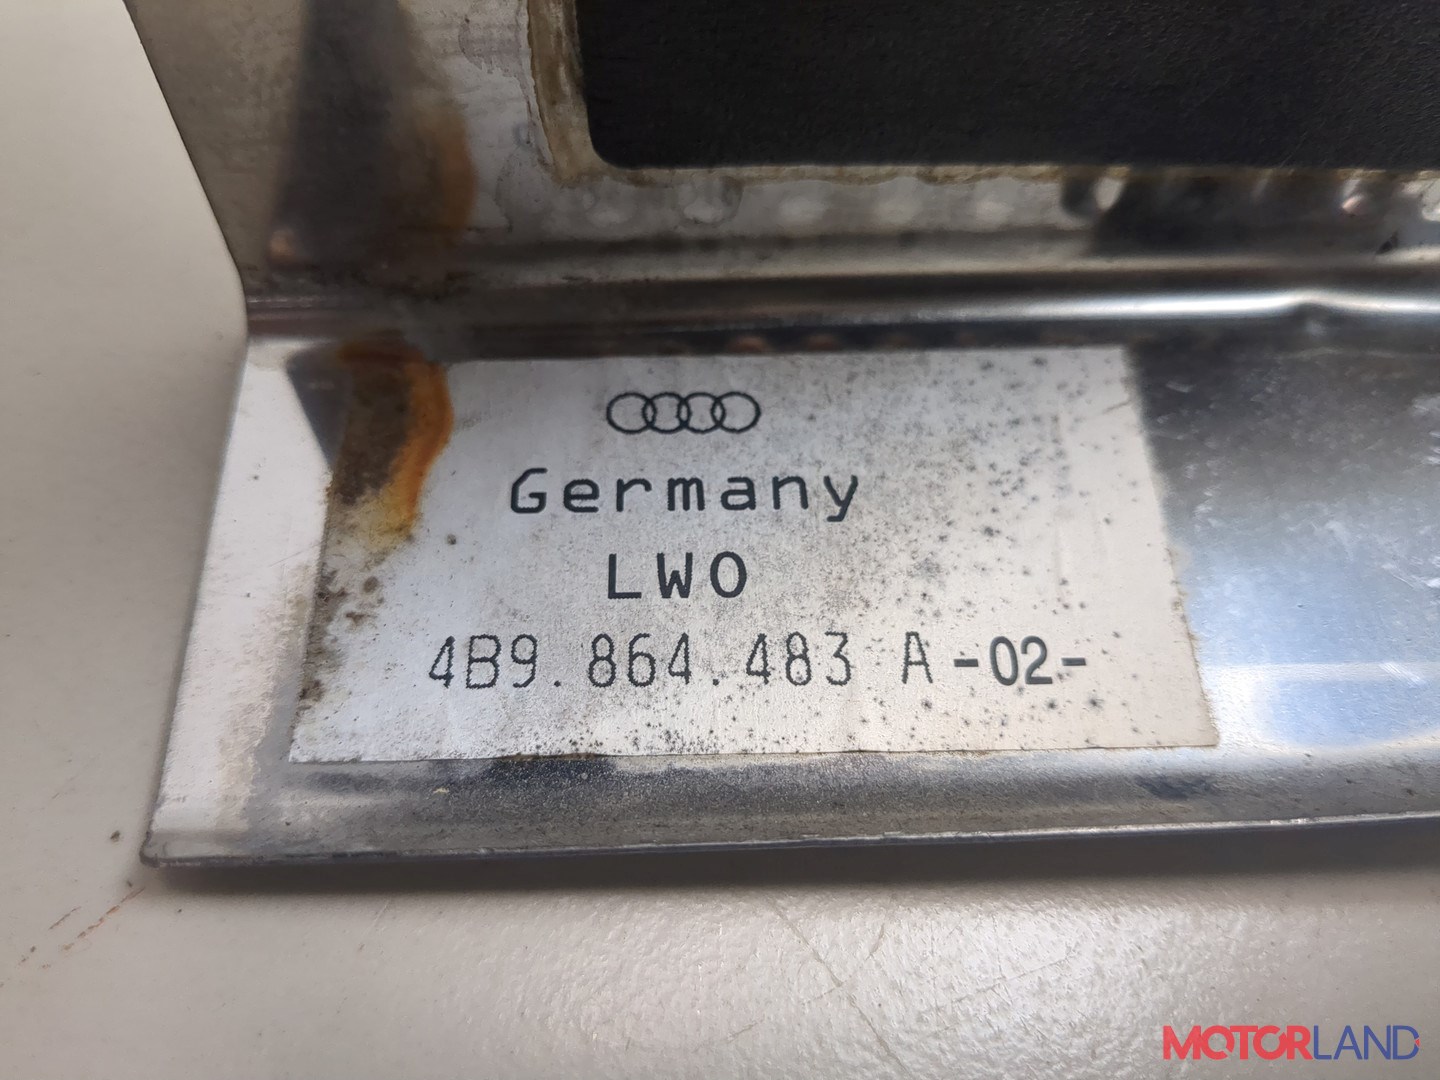 Germany
LWO
4B9.864.483 A -02-
MOTORLAND